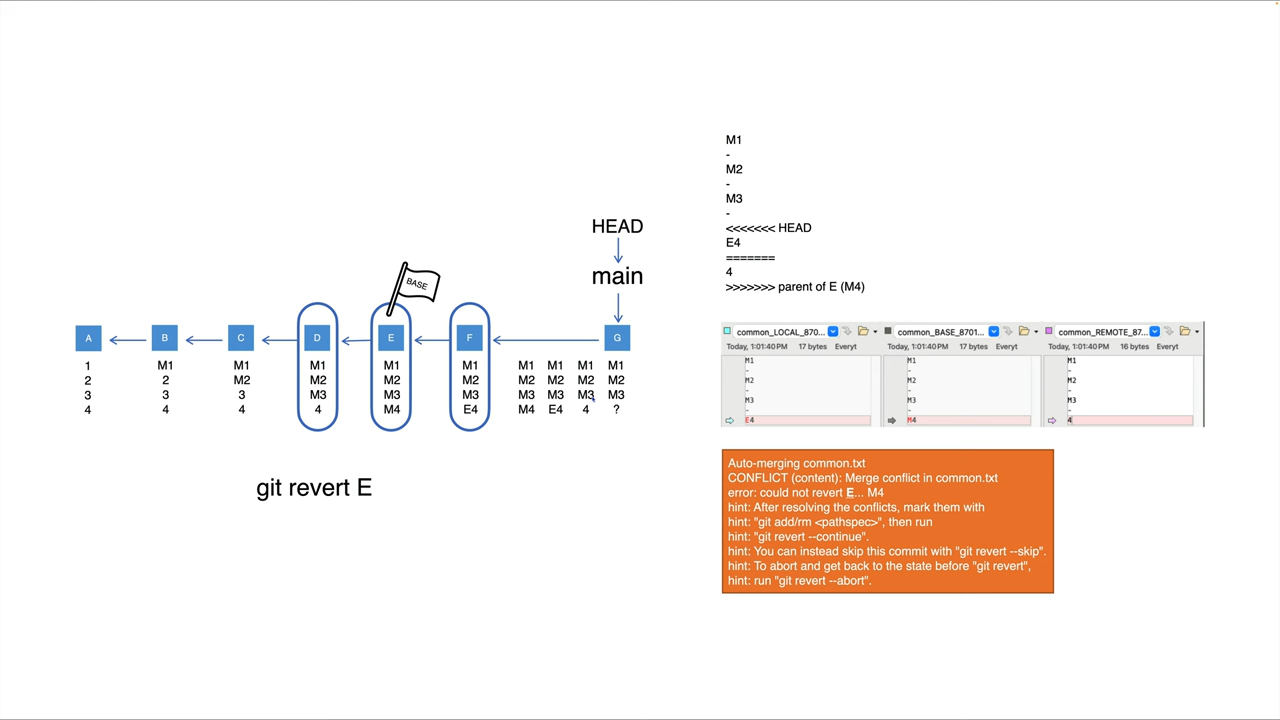 HEAD
main
BASE
A
B
C
D
E
F
G
1 M1 M1 M1 M1 M1 M1 M1 M1 M1
2 2 M2 M2 M2 M2 M2 M2 M2 M2
3 3 3 M3 M3 M3 M3 M3 M3 M3
4 4 4 4 M4 E4 M4 E4 4 ?
git revert E
M1
-
M2
-
M3
-
<<<<<<< HEAD
E4
=======
4
>>>>>>> parent of E (M4)
common_LOCAL_870...
Today, 1:01:40 PM 17 bytes Everyt
M1
-
M2
-
M3
-
E4
common_BASE_8701...
Today, 1:01:40 PM 17 bytes Everyt
M1
-
M2
-
M3
-
M4
common_REMOTE_87...
Today, 1:01:40 PM 16 bytes Everyt
M1
-
M2
-
M3
-
4
Auto-merging common.txt
CONFLICT (content): Merge conflict in common.txt
error: could not revert E... M4
hint: After resolving the conflicts, mark them with
hint: "git add/rm <pathspec>", then run
hint: "git revert --continue".
hint: You can instead skip this commit with "git revert --skip".
hint: To abort and get back to the state before "git revert",
hint: run "git revert --abort".